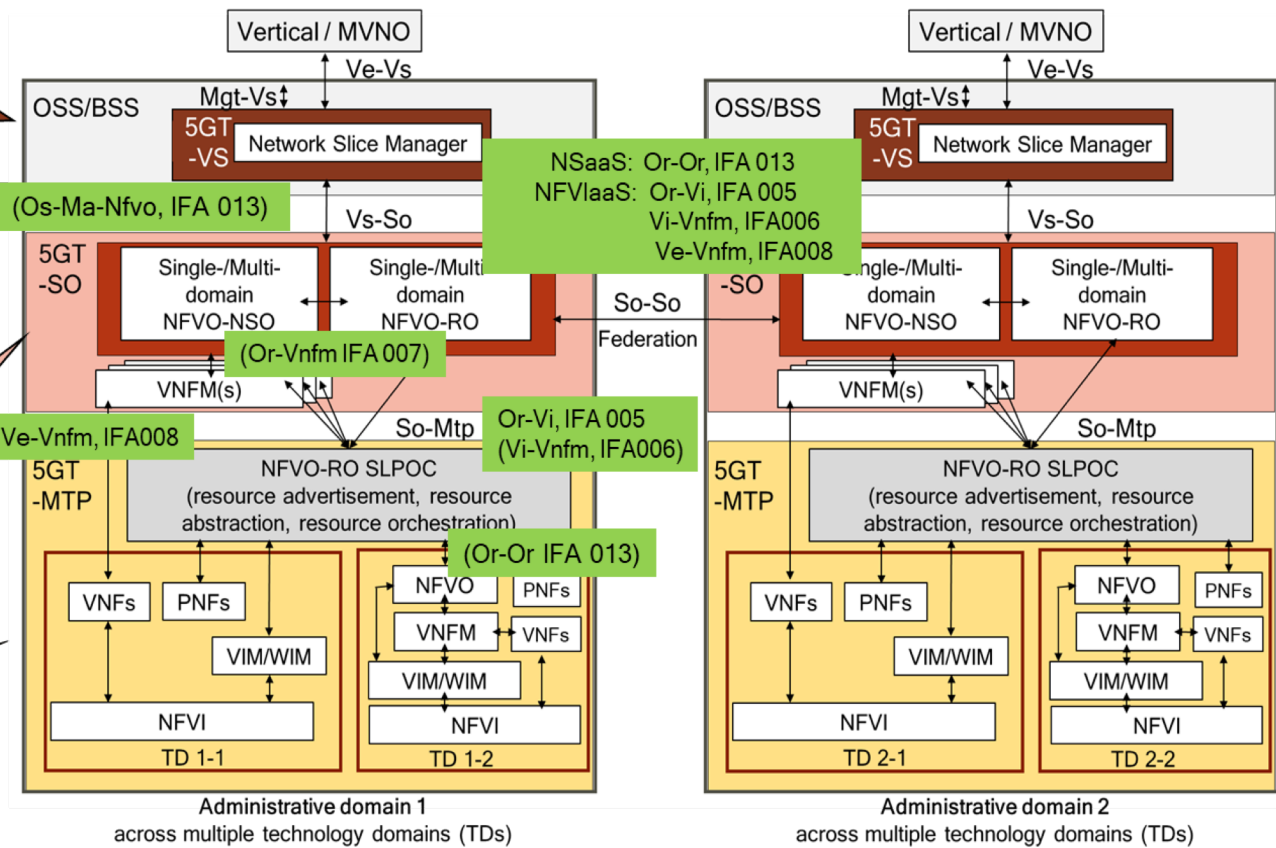 Vertical / MVNO
Ve-Vs
OSS/BSS
Mgt-Vs
5GT
-VS
Network Slice Manager
(Os-Ma-Nfvo, IFA 013)
Vs-So
5GT
-SO
Single-/Multi-
domain
NFVO-NSO
Single-/Multi-
domain
NFVO-RO
(Or-Vnfm IFA 007)
VNFM(s)
Ve-Vnfm, IFA008
So-Mtp
Or-Vi, IFA 005
(Vi-Vnfm, IFA006)
5GT
-MTP
NFVO-RO SLPOC
(resource advertisement, resource
abstraction, resource orchestration)
(Or-Or IFA 013)
VNFs
PNFs
VIM/WIM
NFVI
TD 1-1
NFVO
PNFs
VNFM
VNFs
VIM/WIM
NFVI
TD 1-2
Administrative domain 1
across multiple technology domains (TDs)
NSaaS: Or-Or, IFA 013
NFVIaaS: Or-Vi, IFA 005
Vi-Vnfm, IFA006
Ve-Vnfm, IFA008
So-So
Federation
Vertical / MVNO
Ve-Vs
OSS/BSS
Mgt-Vs
5GT
-VS
Network Slice Manager
Vs-So
-SO
Single-/Multi-
domain
NFVO-NSO
Single-/Multi-
domain
NFVO-RO
VNFM(s)
So-Mtp
5GT
-MTP
NFVO-RO SLPOC
(resource advertisement, resource
abstraction, resource orchestration)
VNFs
PNFs
VIM/WIM
NFVI
TD 2-1
NFVO
PNFs
VNFM
VNFs
VIM/WIM
NFVI
TD 2-2
Administrative domain 2
across multiple technology domains (TDs)